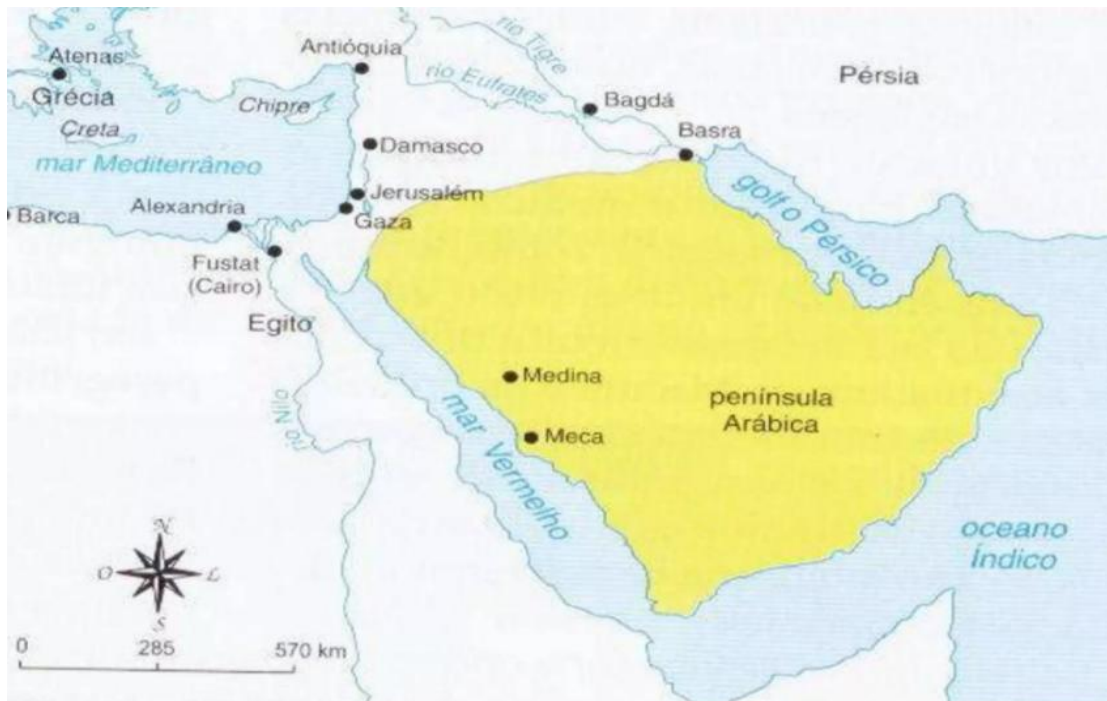 Atenas
Grécia
Creta
mar Mediterrâneo
Barca
Alexandria
Chipre
Antióquia
Damasco
Jerusalém
Gaza
Fustat
(Cairo)
Egito
rio Nilo
rio Tigre
rio Eufrates
Bagdá
Basra
Pérsia
golfo Pérsico
Medina
Meca
mar Vermelho
península
Arábica
oceano
Índico
N
O
L
S
0 285 570 km